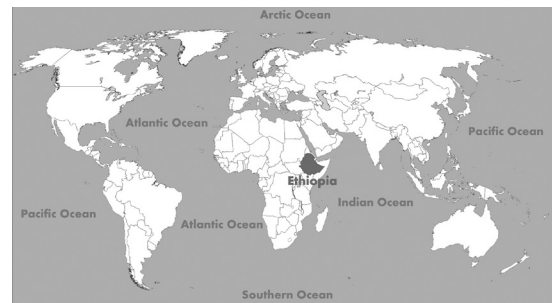 Arctic Ocean
Atlantic Ocean
Pacific Ocean
Ethiopia
Indian Ocean
Pacific Ocean
Atlantic Ocean
Southern Ocean